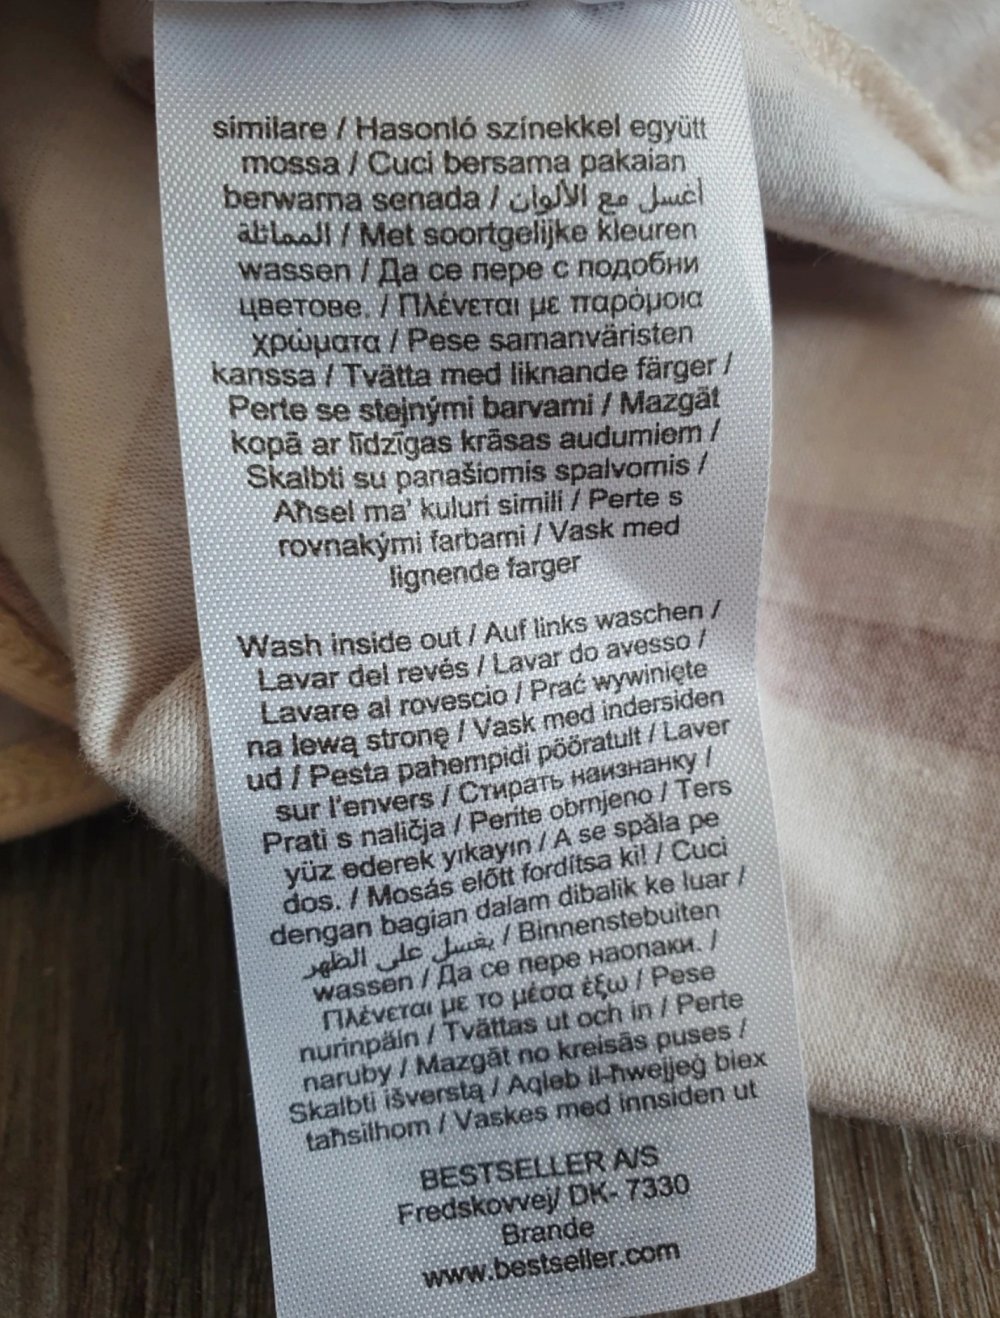 similare / Hasonló színekkel együtt
mossa / Cuci bersama pakaian
berwarna senada / أغسل مع الألوان
المماثلة / Met soortgelijke kleuren
wassen / Да се пере с подобни
цветове. / Πλένεται με παρόμοια
χρώματα / Pese samanväristen
kanssa / Tvätta med liknande färger /
Perte se stejnými barvami / Mazgāt
kopā ar līdzīgas krāsas audumiem /
Skalbti su panašiomis spalvomis /
Aħsel ma' kuluri simili / Perte s
rovnakými farbami / Vask med
lignende farger
Wash inside out / Auf links waschen /
Lavar del revés / Lavar do avesso /
Lavare al rovescio / Prać wywinięte
na lewą stronę / Vask med indersiden
ud / Pesta pahempidi pööratult / Laver
sur l'envers / Стирать наизнанку /
Prati s naličja / Perite obrnjeno / Ters
yüz ederek yıkayın / A se spăla pe
dos. / Mosás előtt fordítsa ki! / Cuci
dengan bagian dalam dibalik ke luar /
يغسل على الظهر / Binnenstebuiten
wassen / Да се пере наопаки. /
Πλένεται με το μέσα έξω / Pese
nurinpäin / Tvättas ut och in / Perte
naruby / Mazgāt no kreisās puses /
Skalbti išverstą / Aqleb il-ħwejjeġ biex
taħsilhom / Vaskes med innsiden ut
BESTSELLER A/S
Fredskovvej/ DK- 7330
Brande
www.bestseller.com